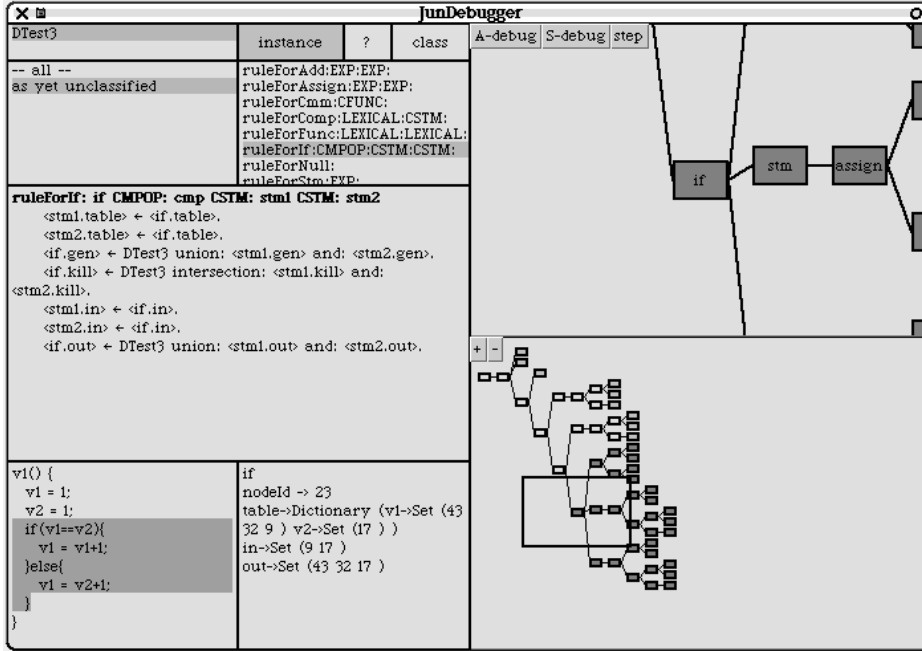 JunDebugger
DTest3
instance ? class
A-debug S-debug step
-- all --
as yet unclassified
ruleForAdd:EXP:EXP:
ruleForAssign:EXP:EXP:
ruleForCmm:CFUNC:
ruleForComp:LEXICAL:CSTM:
ruleForFunc:LEXICAL:LEXICAL:
ruleForIf:CMPOP:CSTM:CSTM:
ruleForNull:
ruleForStm:EXP:
if
stm
assign
ruleForIf: if CMPOP: cmp CSTM: stm1 CSTM: stm2
<stm1.table> ← <if.table>.
<stm2.table> ← <if.table>.
<if.gen> ← DTest3 union: <stm1.gen> and: <stm2.gen>.
<if.kill> ← DTest3 intersection: <stm1.kill> and:
<stm2.kill>.
<stm1.in> ← <if.in>.
<stm2.in> ← <if.in>.
<if.out> ← DTest3 union: <stm1.out> and: <stm2.out>.
+ -
v1() {
v1 = 1;
v2 = 1;
if(v1==v2){
v1 = v1+1;
}else{
v1 = v2+1;
}
}
if
nodeId -> 23
table->Dictionary (v1->Set (43
32 9 ) v2->Set (17 ) )
in->Set (9 17 )
out->Set (43 32 17 )